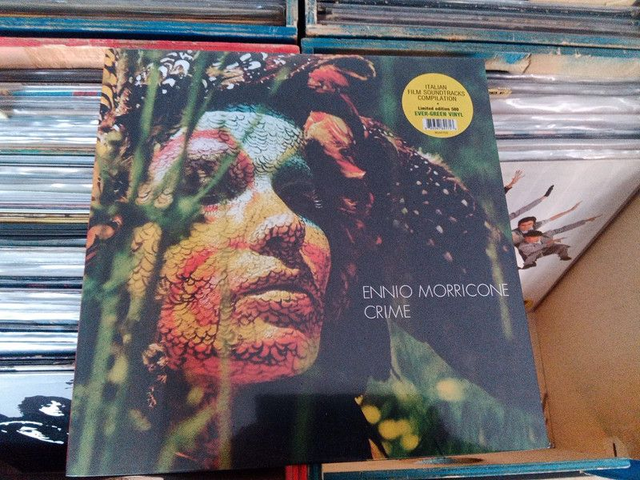 ITALIAN
FILM SOUNDTRACKS
COMPILATION
Limited edition 500
EVER-GREEN VINYL
ENNIO MORRICONE
CRIME